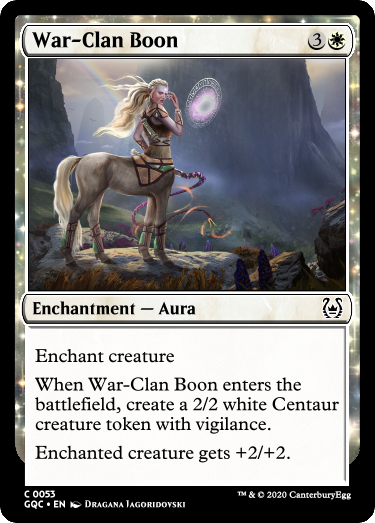 War-Clan Boon 3
Enchantment — Aura
Enchant creature
When War-Clan Boon enters the
battlefield, create a 2/2 white Centaur
creature token with vigilance.
Enchanted creature gets +2/+2.
C 0053
GQC • EN Dragana Jagoridovski
™ & © 2020 CanterburyEgg